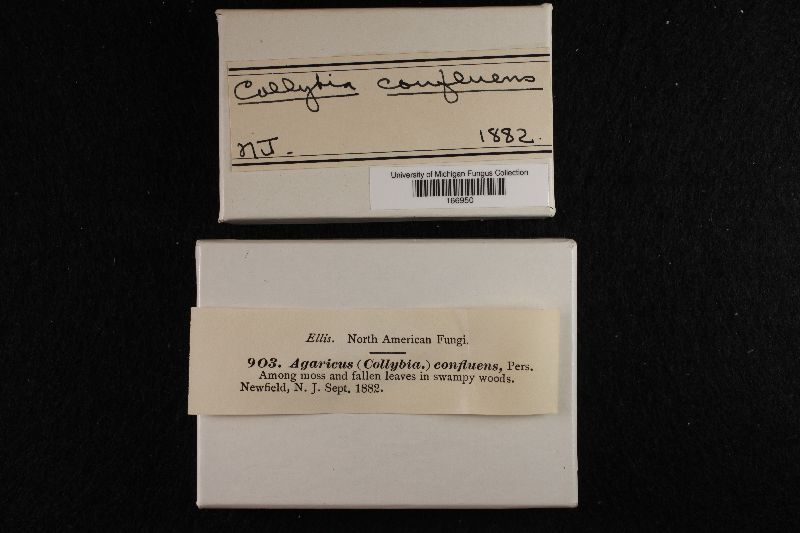 Collybia confluens
NJ. 1882.
University of Michigan Fungus Collection
166950
Ellis. North American Fungi.
903. Agaricus (Collybia.) confluens, Pers.
Among moss and fallen leaves in swampy woods.
Newfield, N. J. Sept. 1882.